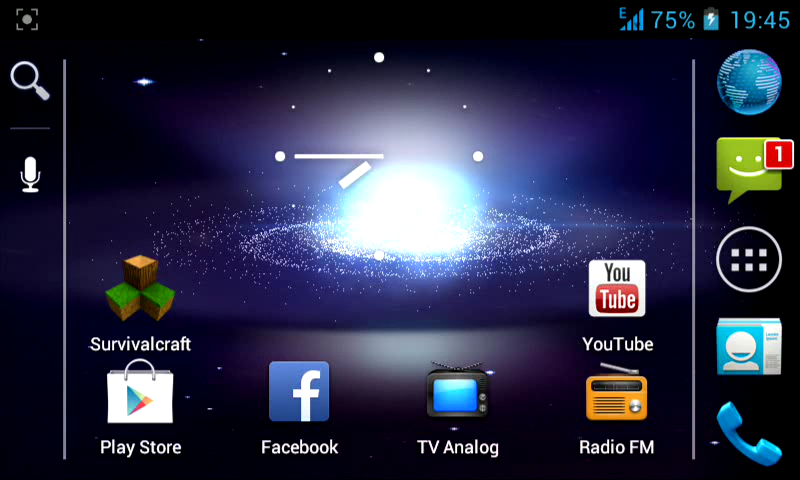 E 75% 19:45
1
You
Tube
Survivalcraft
YouTube
Play Store
Facebook
TV Analog
Radio FM